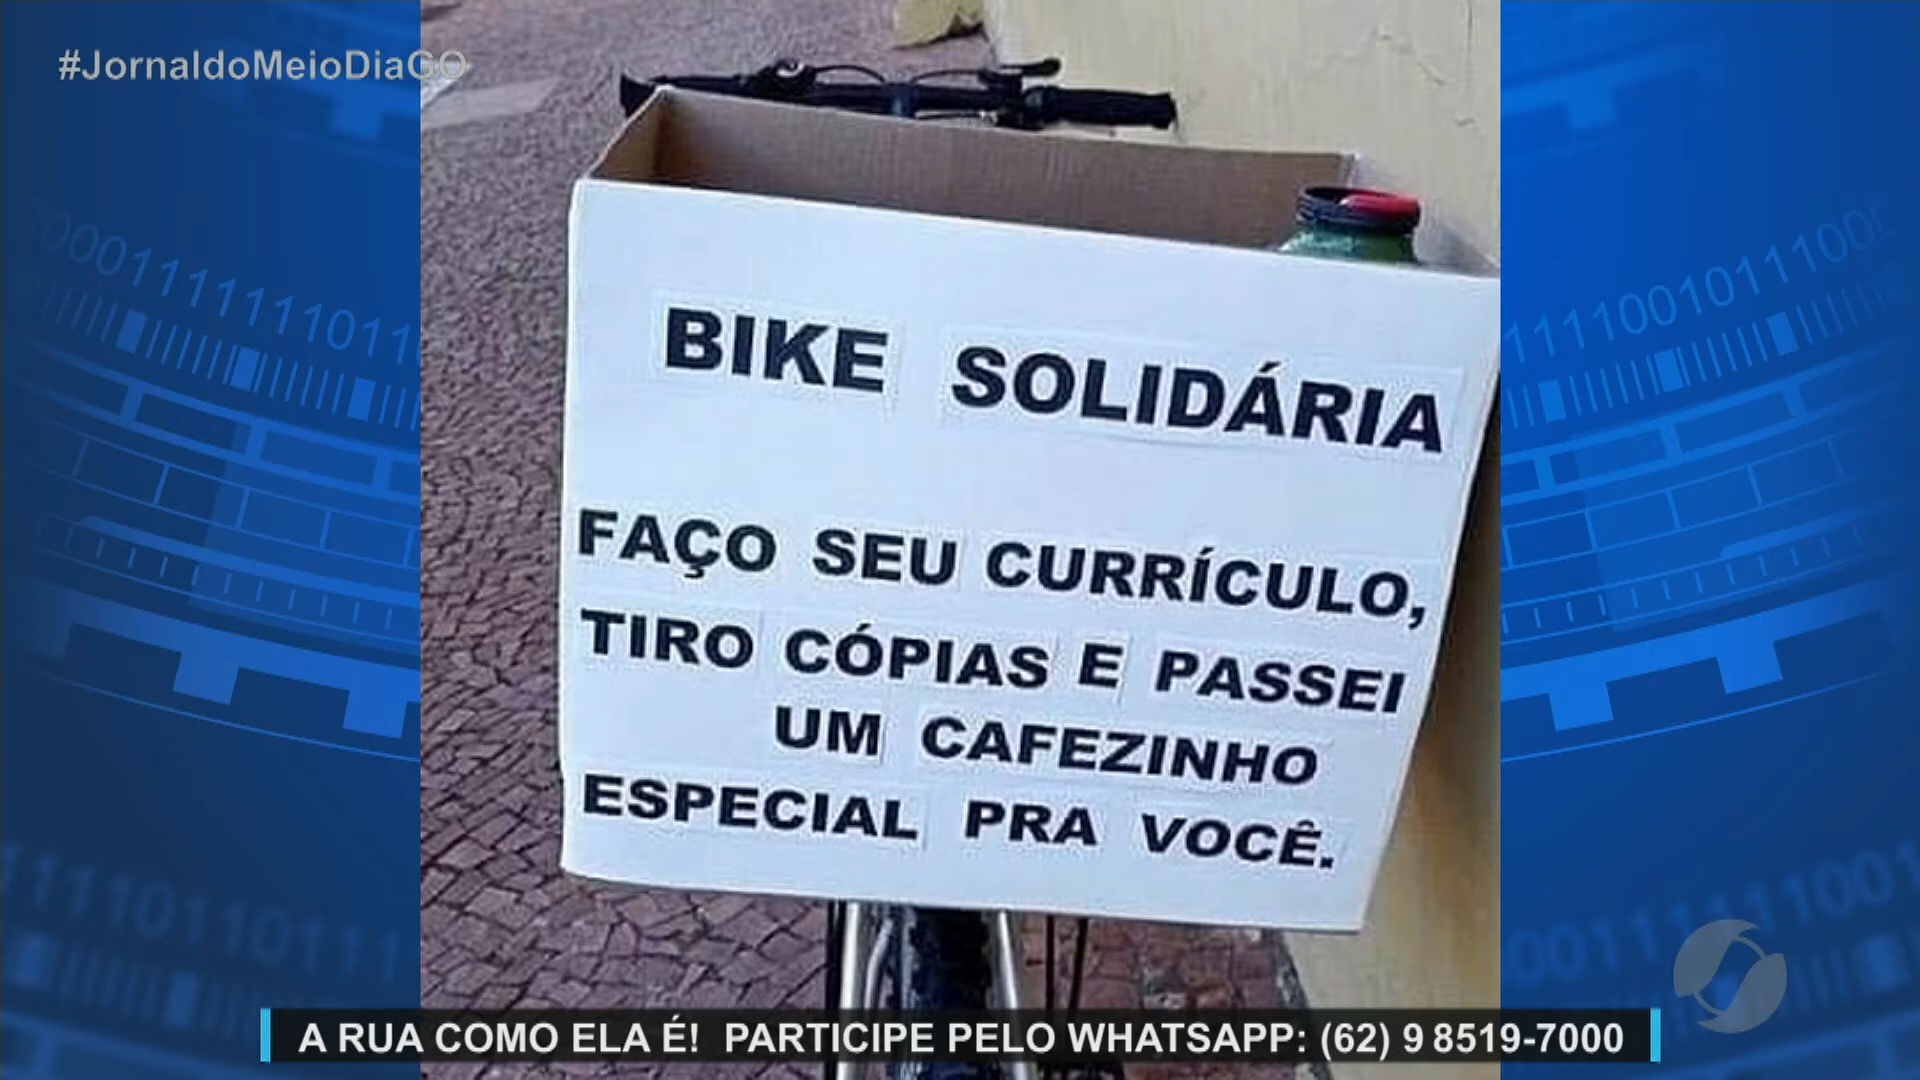 #JornaldoMeioDiaGO
BIKE SOLIDÁRIA
FAÇO SEU CURRÍCULO,
TIRO CÓPIAS E PASSEI
UM CAFEZINHO
ESPECIAL PRA VOCÊ.
A RUA COMO ELA É! PARTICIPE PELO WHATSAPP: (62) 9 8519-7000